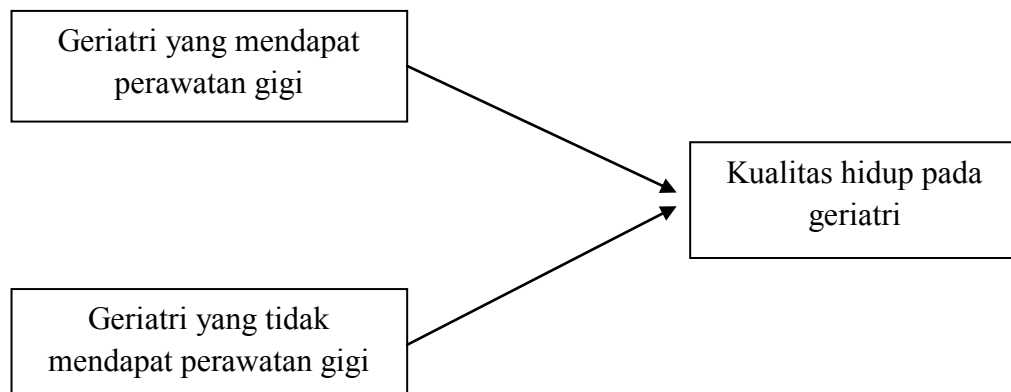 Geriatri yang mendapat
perawatan gigi
Kualitas hidup pada
geriatri
Geriatri yang tidak
mendapat perawatan gigi